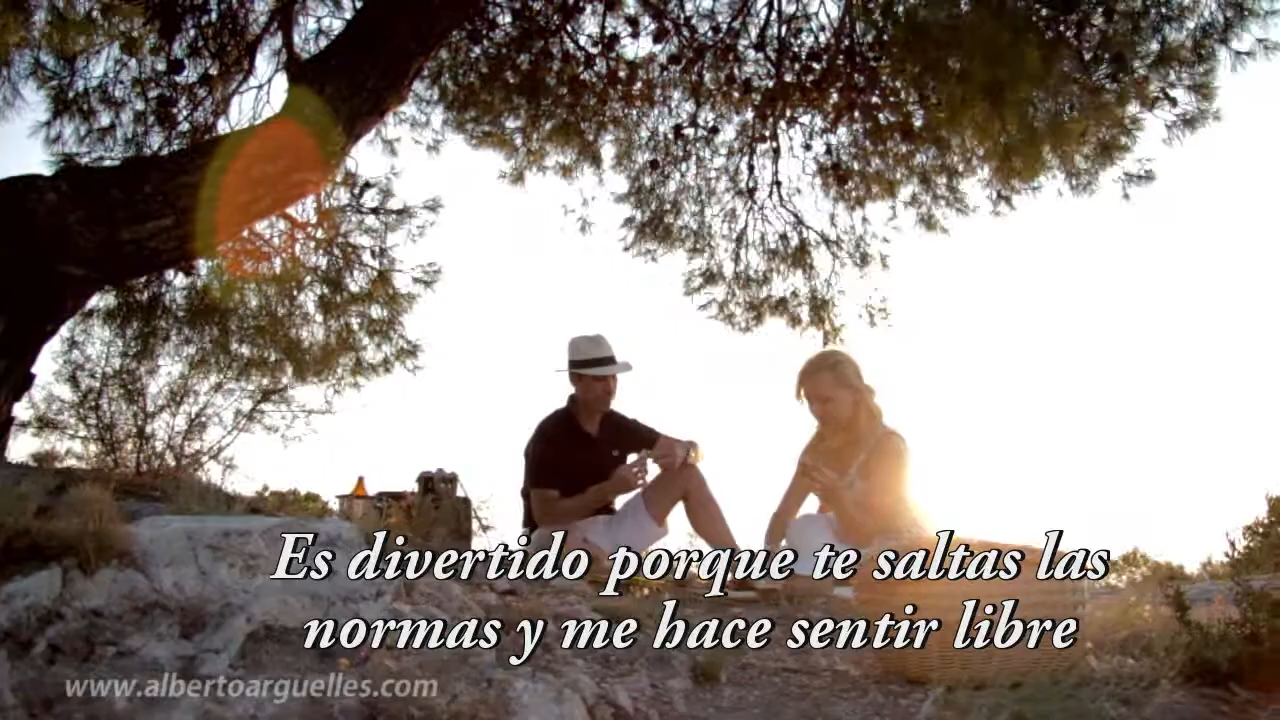 Es divertido porque te saltas las
normas y me hace sentir libre
www.albertoarguelles.com